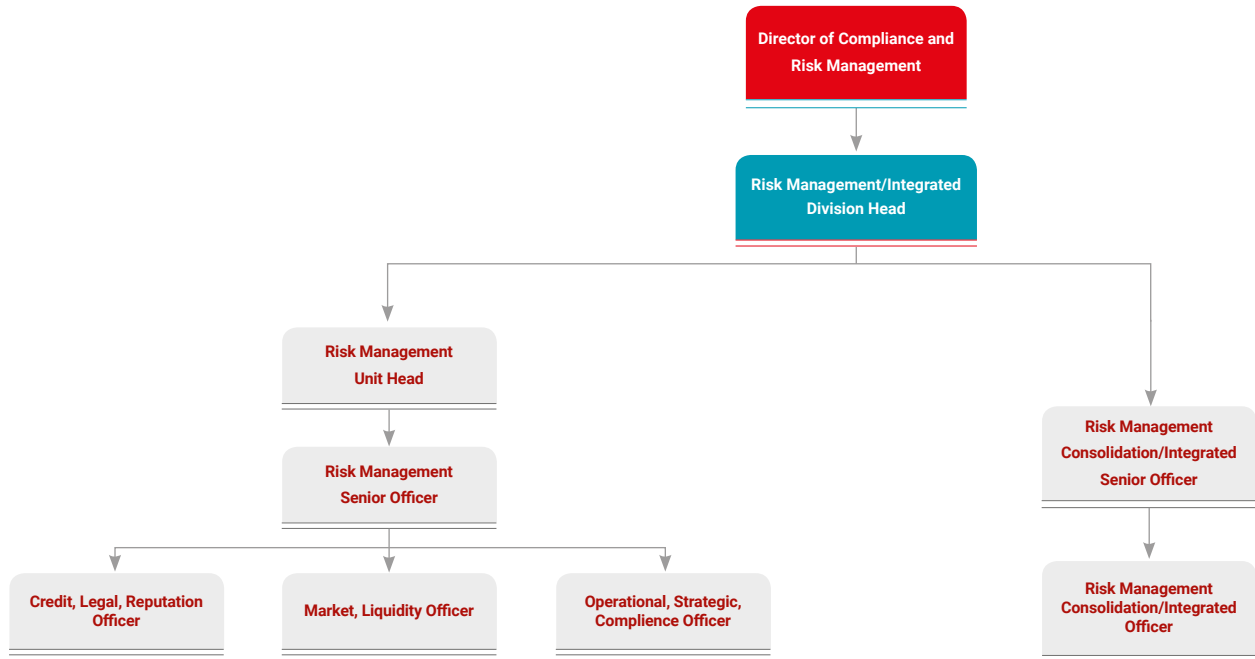 Director of Compliance and
Risk Management
Risk Management/Integrated
Division Head
Risk Management
Unit Head
Risk Management
Senior Officer
Risk Management
Consolidation/Integrated
Senior Officer
Credit, Legal, Reputation
Officer
Market, Liquidity Officer
Operational, Strategic,
Complience Officer
Risk Management
Consolidation/Integrated
Officer